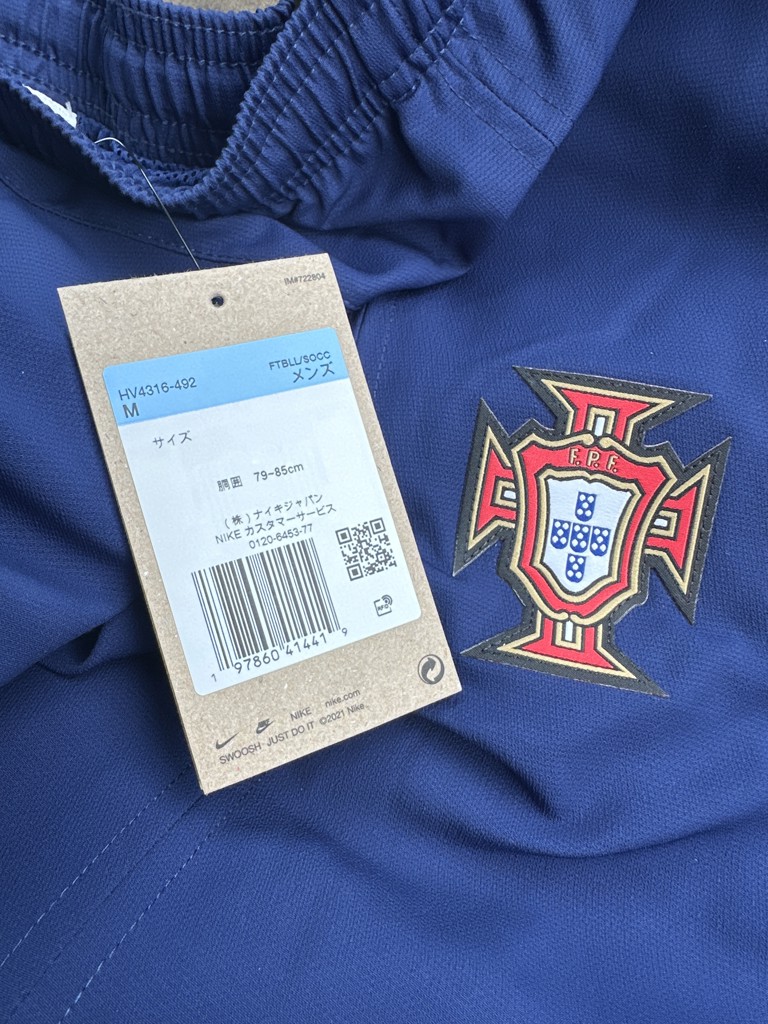 IM#722804
FTBLL/SOCC
メンズ
HV4316-492
M
サイズ
胴囲 79-85cm
(株)ナイキジャパン
NIKE カスタマーサービス
0120-6453-77
RFID
1 97860 41441 9
NIKE nike.com
SWOOSH JUST DO IT ©2021 Nike
F.P.F.